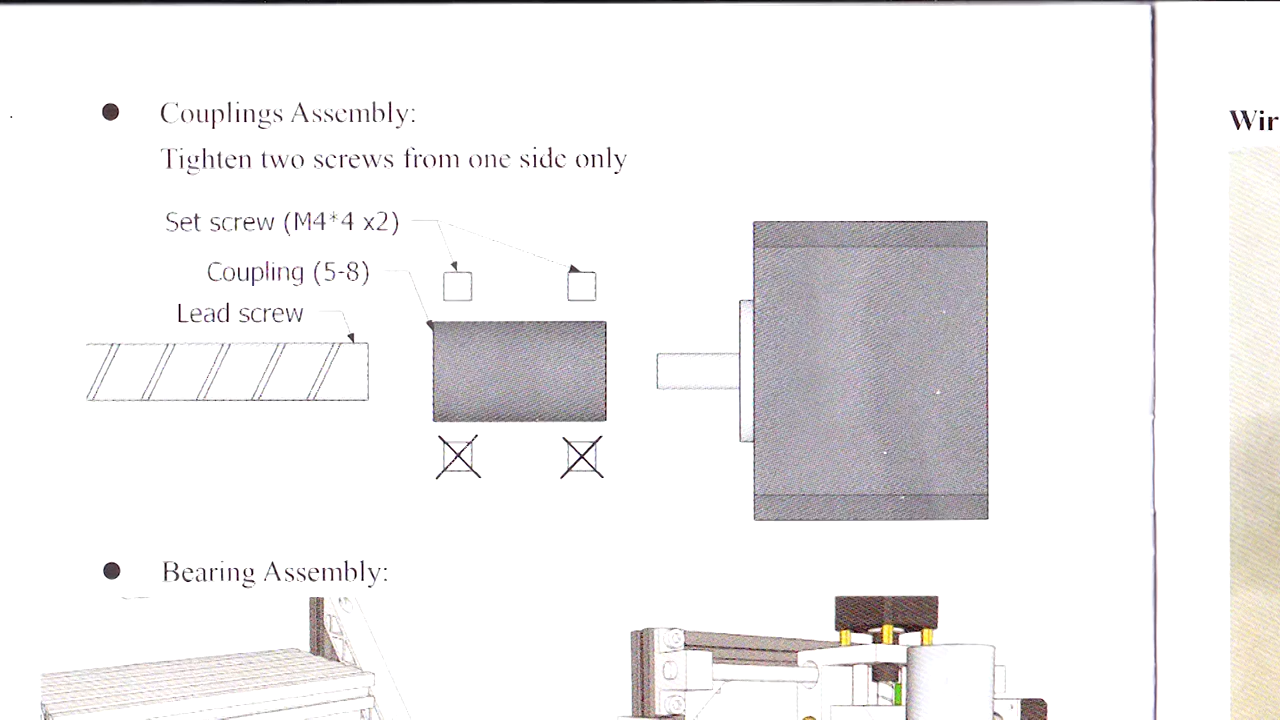 Couplings Assembly:
Tighten two screws from one side only
Set screw (M4*4 x2)
Coupling (5-8)
Lead screw
Bearing Assembly: